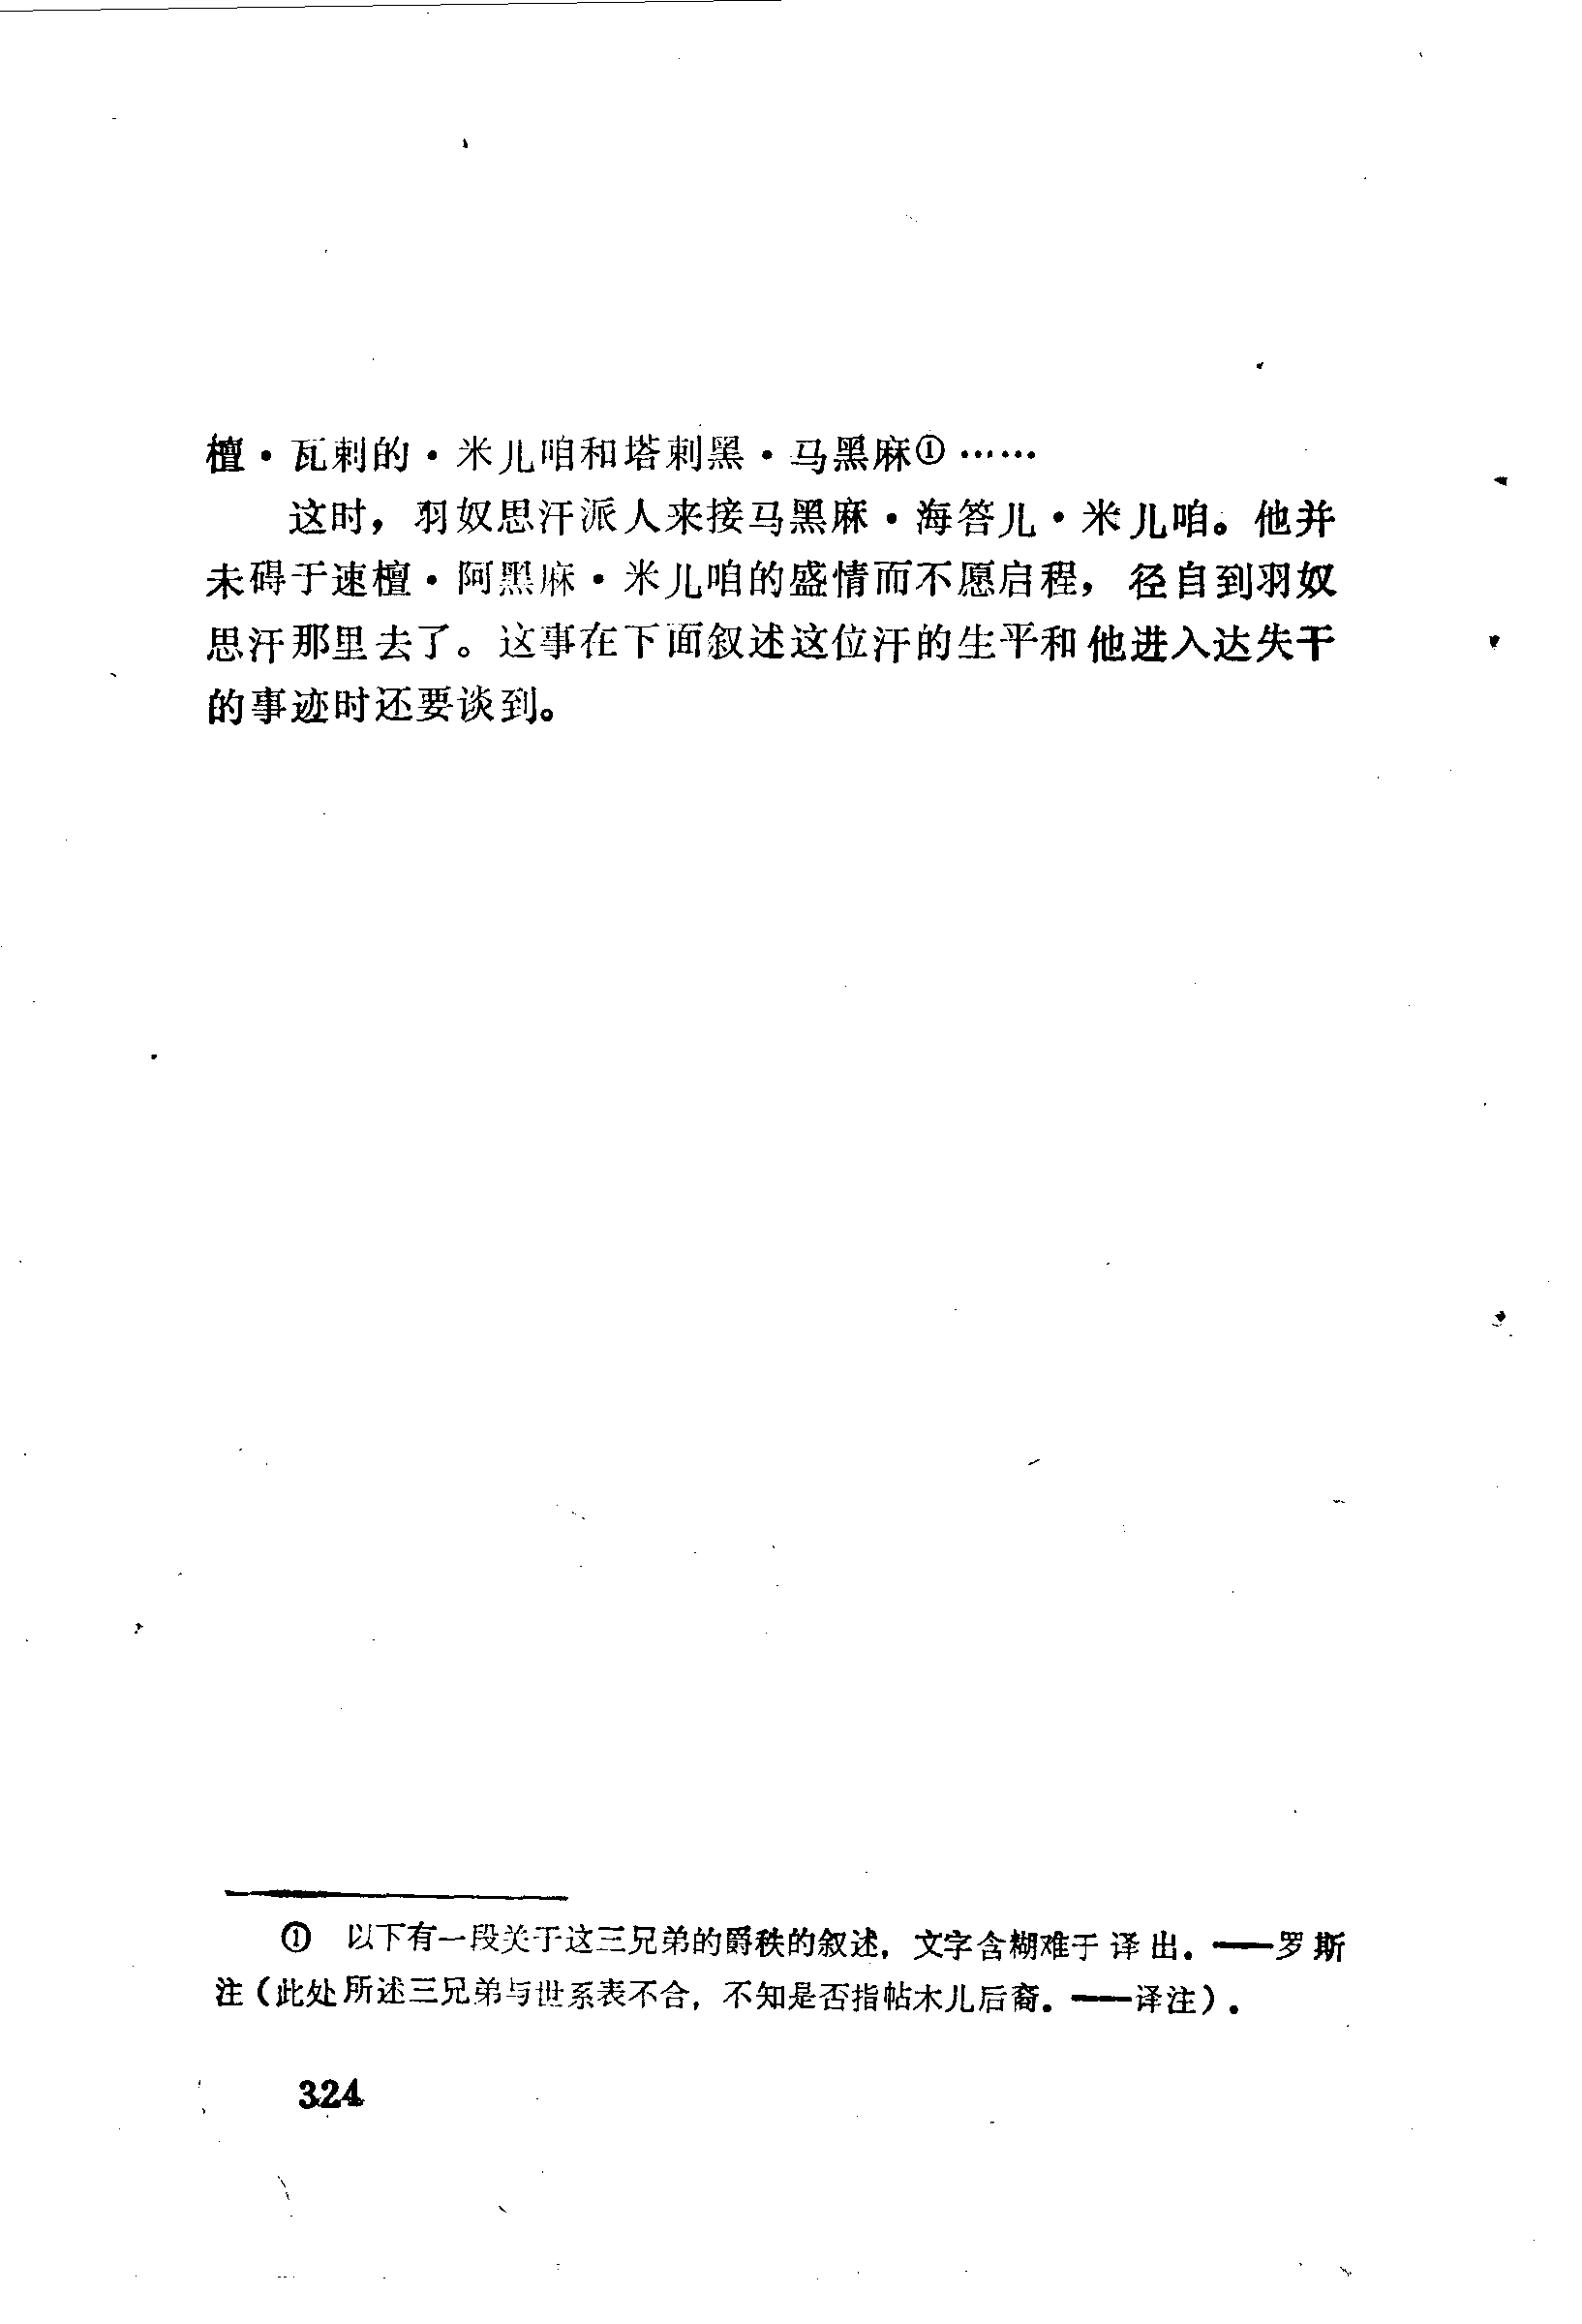 檀·瓦剌的·米儿咱和塔剌黑·马黑麻①……
这时，羽奴思汗派人来接马黑麻·海答儿·米儿咱。他并
未碍于速檀·阿黑麻·米儿咱的盛情而不愿启程，径自到羽奴
思汗那里去了。这事在下面叙述这位汗的生平和他进入达失干
的事迹时还要谈到。
① 以下有一段关于这三兄弟的爵秩的叙述，文字含糊难于译出。——罗斯
注（此处所述三兄弟与世系表不合，不知是否指帖木儿后裔。——译注）。
324